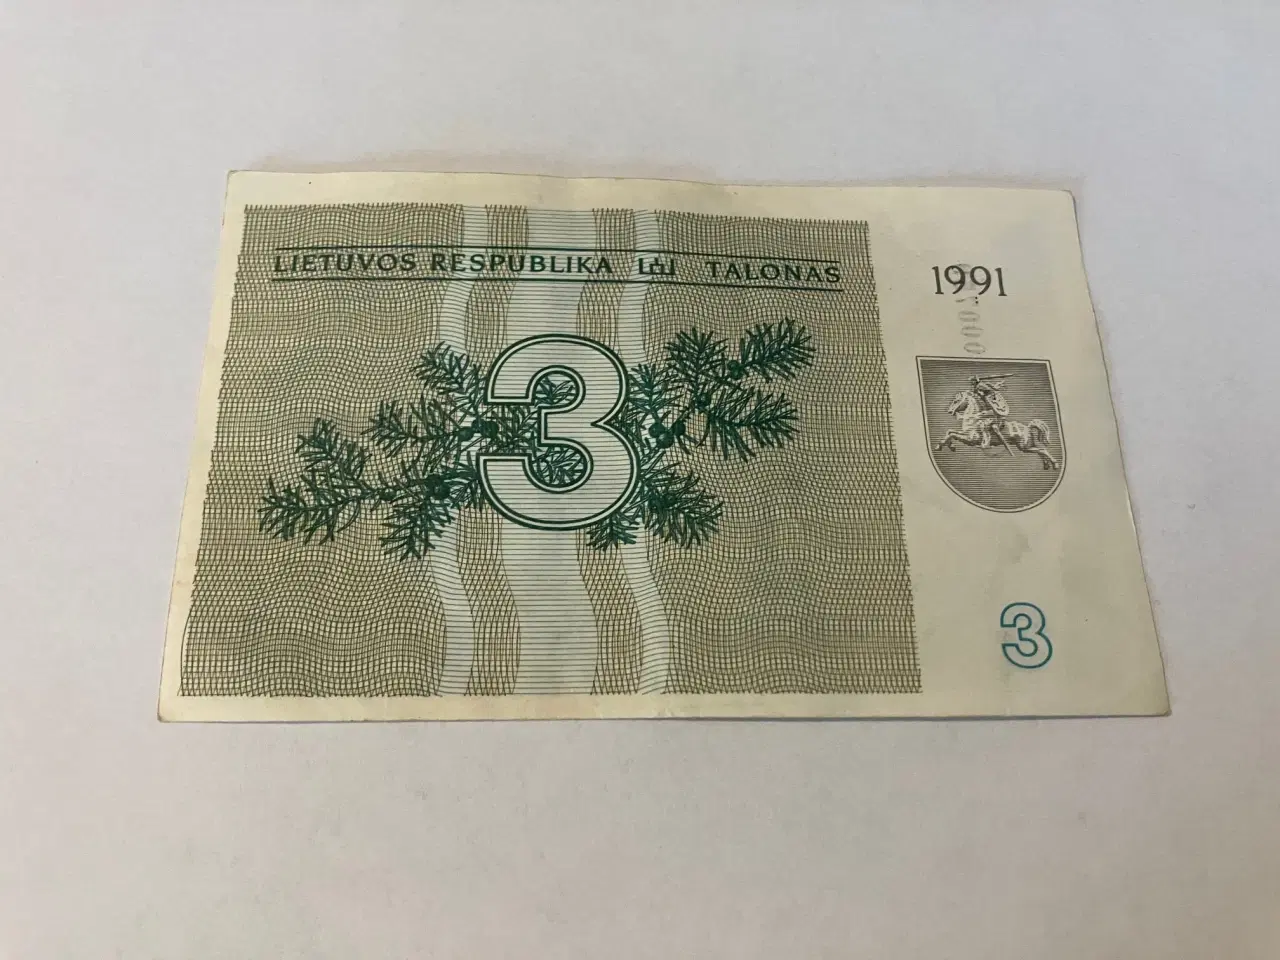 LIETUVOS RESPUBLIKA TALONAS
1991
3
3